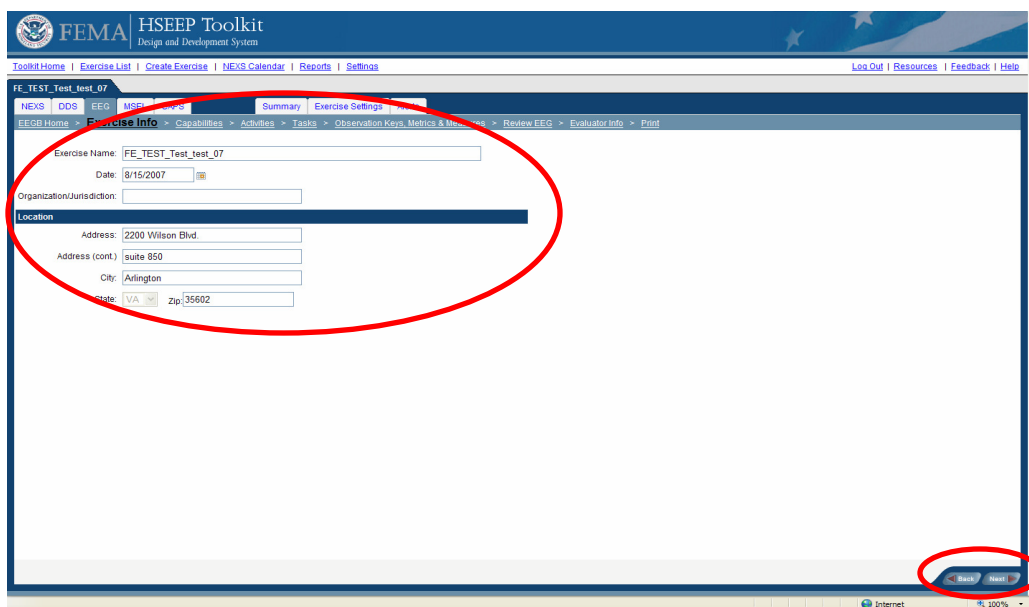 FEMA HSEEP Toolkit
Design and Development System
Toolkit Home | Exercise List | Create Exercise | NEXS Calendar | Reports | Settings Log Out | Resources | Feedback | Help
FE_TEST_Test_test_07
NEXS DDS EEG MSEL CAPS Summary Exercise Settings
EEGB Home > Exercise Info > Capabilities > Activities > Tasks > Observation Keys, Metrics & Measures > Review EEG > Evaluator Info > Print
Exercise Name: FE_TEST_Test_test_07
Date: 8/15/2007
Organization/Jurisdiction:
Location
Address: 2200 Wilson Blvd.
Address (cont.) suite 850
City: Arlington
State: VA Zip: 35602
Back Next
Internet 100%